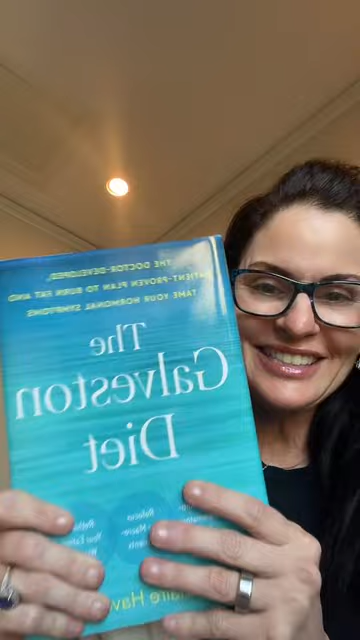 THE DOCTOR-DEVELOPED,
PATIENT-PROVEN PLAN TO BURN FAT AND
TAME YOUR HORMONAL SYMPTOMS
The
Galveston
Diet